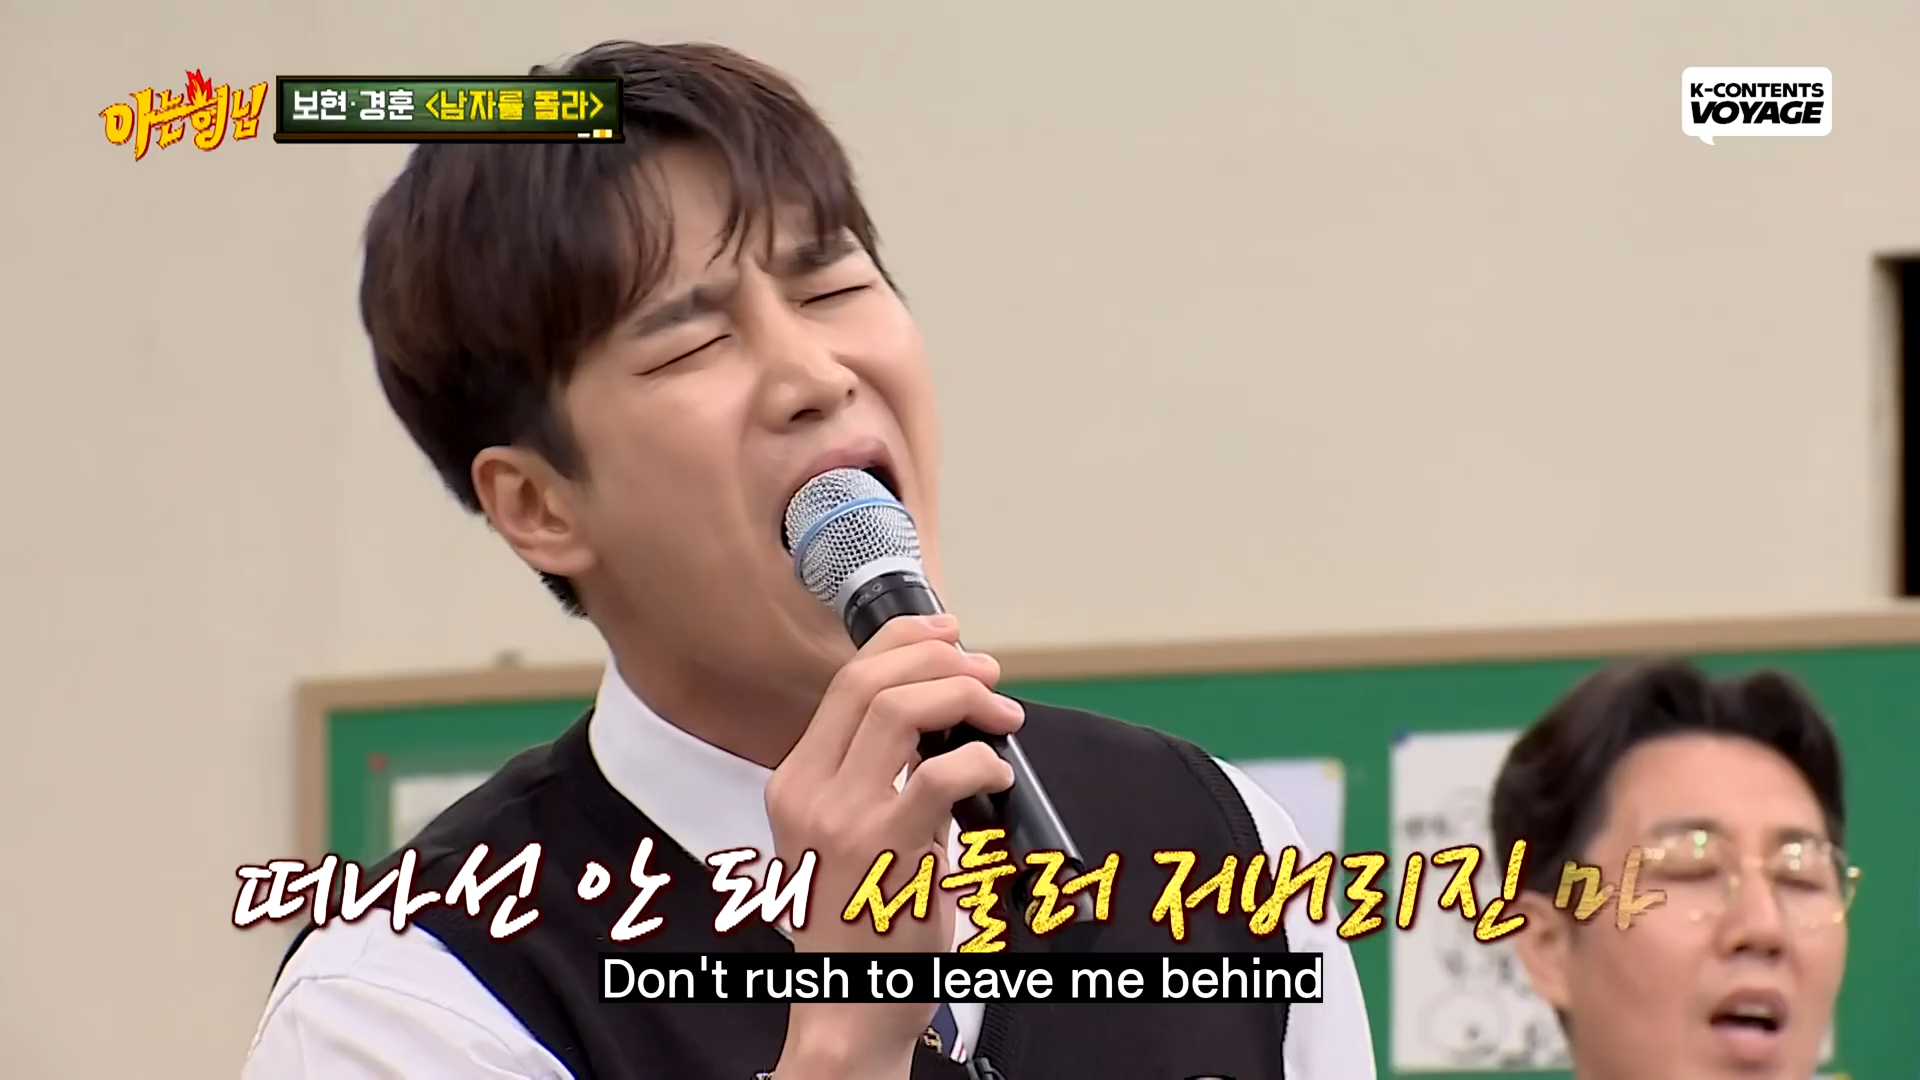 아는형님
보현·경훈 <남자를 몰라>
K-CONTENTS
VOYAGE
떠나선 안 돼 서둘러 저버리진 마
Don't rush to leave me behind